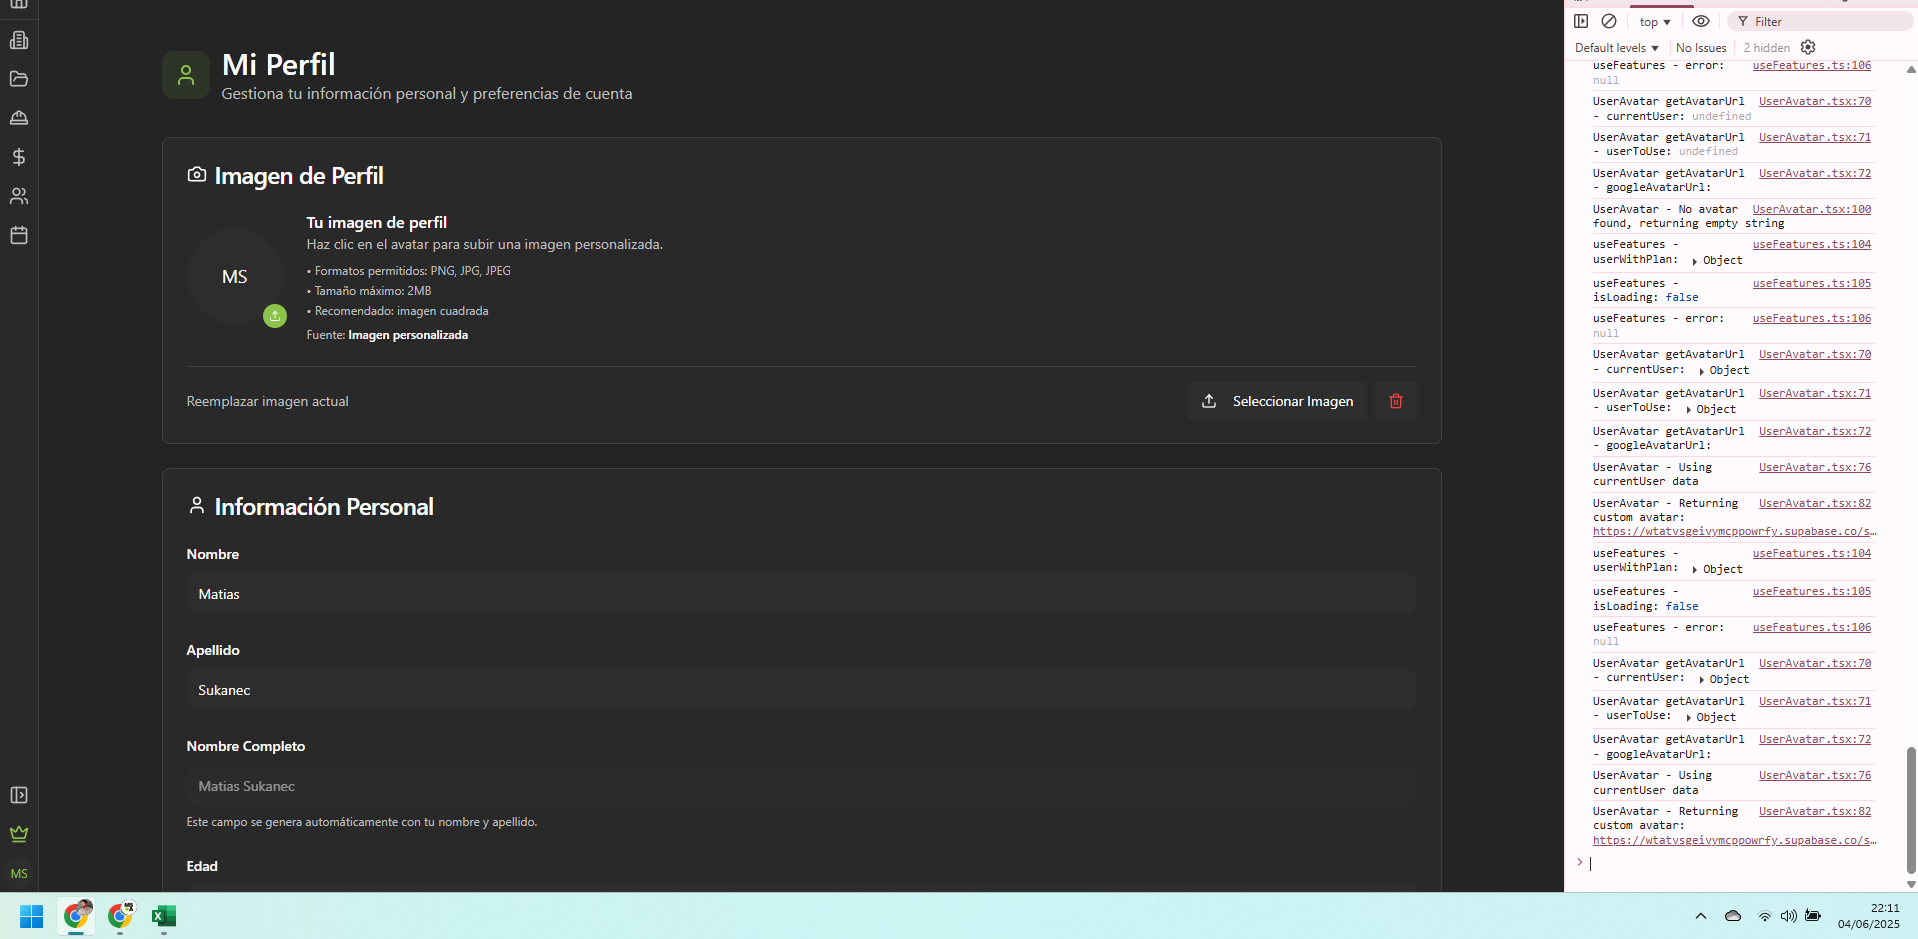 Mi Perfil
Gestiona tu información personal y preferencias de cuenta
Imagen de Perfil
MS
Tu imagen de perfil
Haz clic en el avatar para subir una imagen personalizada.
• Formatos permitidos: PNG, JPG, JPEG
• Tamaño máximo: 2MB
• Recomendado: imagen cuadrada
Fuente: Imagen personalizada
Reemplazar imagen actual
Seleccionar Imagen
Información Personal
Nombre
Matias
Apellido
Sukanec
Nombre Completo
Matias Sukanec
Este campo se genera automáticamente con tu nombre y apellido.
Edad
MS
top
Filter
Default levels
No Issues
2 hidden
useFeatures - error: useFeatures.ts:106
null
UserAvatar getAvatarUrl UserAvatar.tsx:70
- currentUser: undefined
UserAvatar getAvatarUrl UserAvatar.tsx:71
- userToUse: undefined
UserAvatar getAvatarUrl UserAvatar.tsx:72
- googleAvatarUrl:
UserAvatar - No avatar UserAvatar.tsx:100
found, returning empty string
useFeatures - useFeatures.ts:104
userWithPlan: Object
useFeatures - useFeatures.ts:105
isLoading: false
useFeatures - error: useFeatures.ts:106
null
UserAvatar getAvatarUrl UserAvatar.tsx:70
- currentUser: Object
UserAvatar getAvatarUrl UserAvatar.tsx:71
- userToUse: Object
UserAvatar getAvatarUrl UserAvatar.tsx:72
- googleAvatarUrl:
UserAvatar - Using UserAvatar.tsx:76
currentUser data
UserAvatar - Returning UserAvatar.tsx:82
custom avatar:
https://wtatvsgeivymcppowrfy.supabase.co/s…
useFeatures - useFeatures.ts:104
userWithPlan: Object
useFeatures - useFeatures.ts:105
isLoading: false
useFeatures - error: useFeatures.ts:106
null
UserAvatar getAvatarUrl UserAvatar.tsx:70
- currentUser: Object
UserAvatar getAvatarUrl UserAvatar.tsx:71
- userToUse: Object
UserAvatar getAvatarUrl UserAvatar.tsx:72
- googleAvatarUrl:
UserAvatar - Using UserAvatar.tsx:76
currentUser data
UserAvatar - Returning UserAvatar.tsx:82
custom avatar:
https://wtatvsgeivymcppowrfy.supabase.co/s…
22:11
04/06/2025